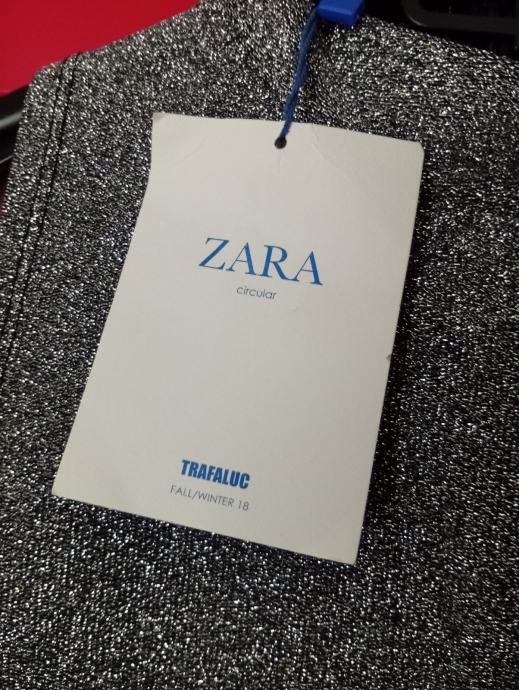 ZARA
circular
TRAFALUC
FALL/WINTER 18